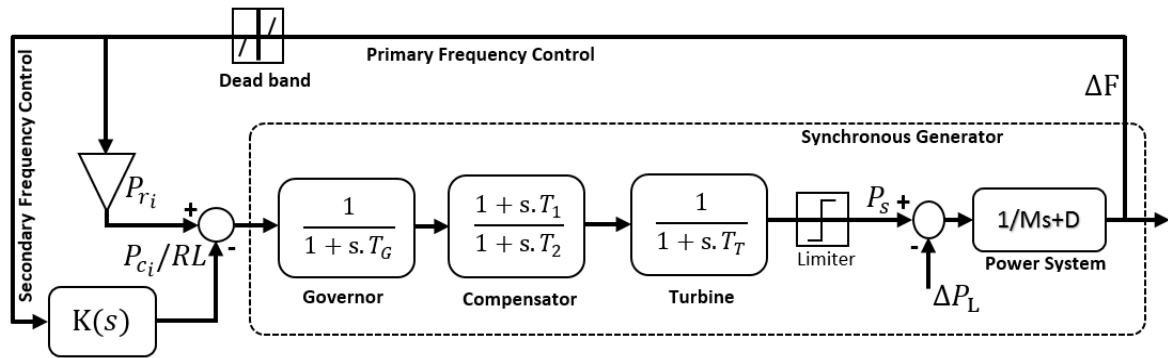 Primary Frequency Control
Dead band
Secondary Frequency Control
ΔF
Synchronous Generator
P_{r_i}
+
-
P_{c_i}/RL
K(s)
1
1 + s.T_G
Governor
1 + s.T_1
1 + s.T_2
Compensator
1
1 + s.T_T
Turbine
Limiter
P_s
+
-
ΔP_L
1/Ms+D
Power System